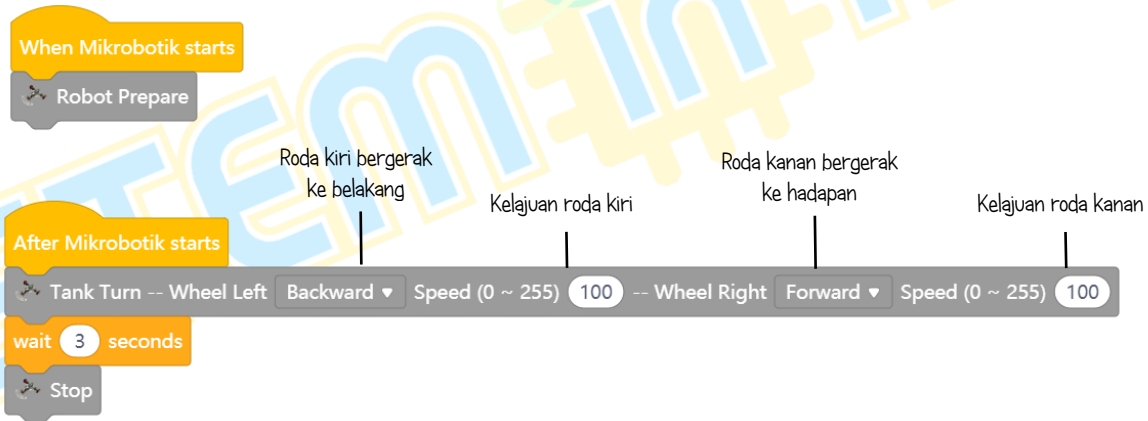 When Mikrobotik starts
Robot Prepare
Roda kiri bergerak
ke belakang
Kelajuan roda kiri
Roda kanan bergerak
ke hadapan
Kelajuan roda kanan
After Mikrobotik starts
Tank Turn -- Wheel Left Backward ▾ Speed (0 ~ 255) 100 -- Wheel Right Forward ▾ Speed (0 ~ 255) 100
wait 3 seconds
Stop